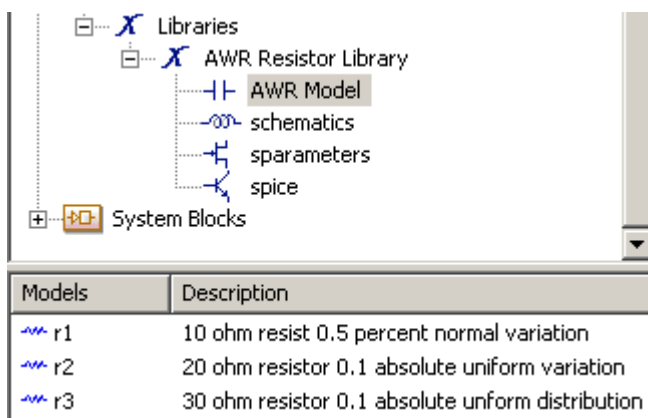 Libraries
AWR Resistor Library
AWR Model
schematics
sparameters
spice
System Blocks
Models Description
r1 10 ohm resist 0.5 percent normal variation
r2 20 ohm resistor 0.1 absolute uniform variation
r3 30 ohm resistor 0.1 absolute unform distribution